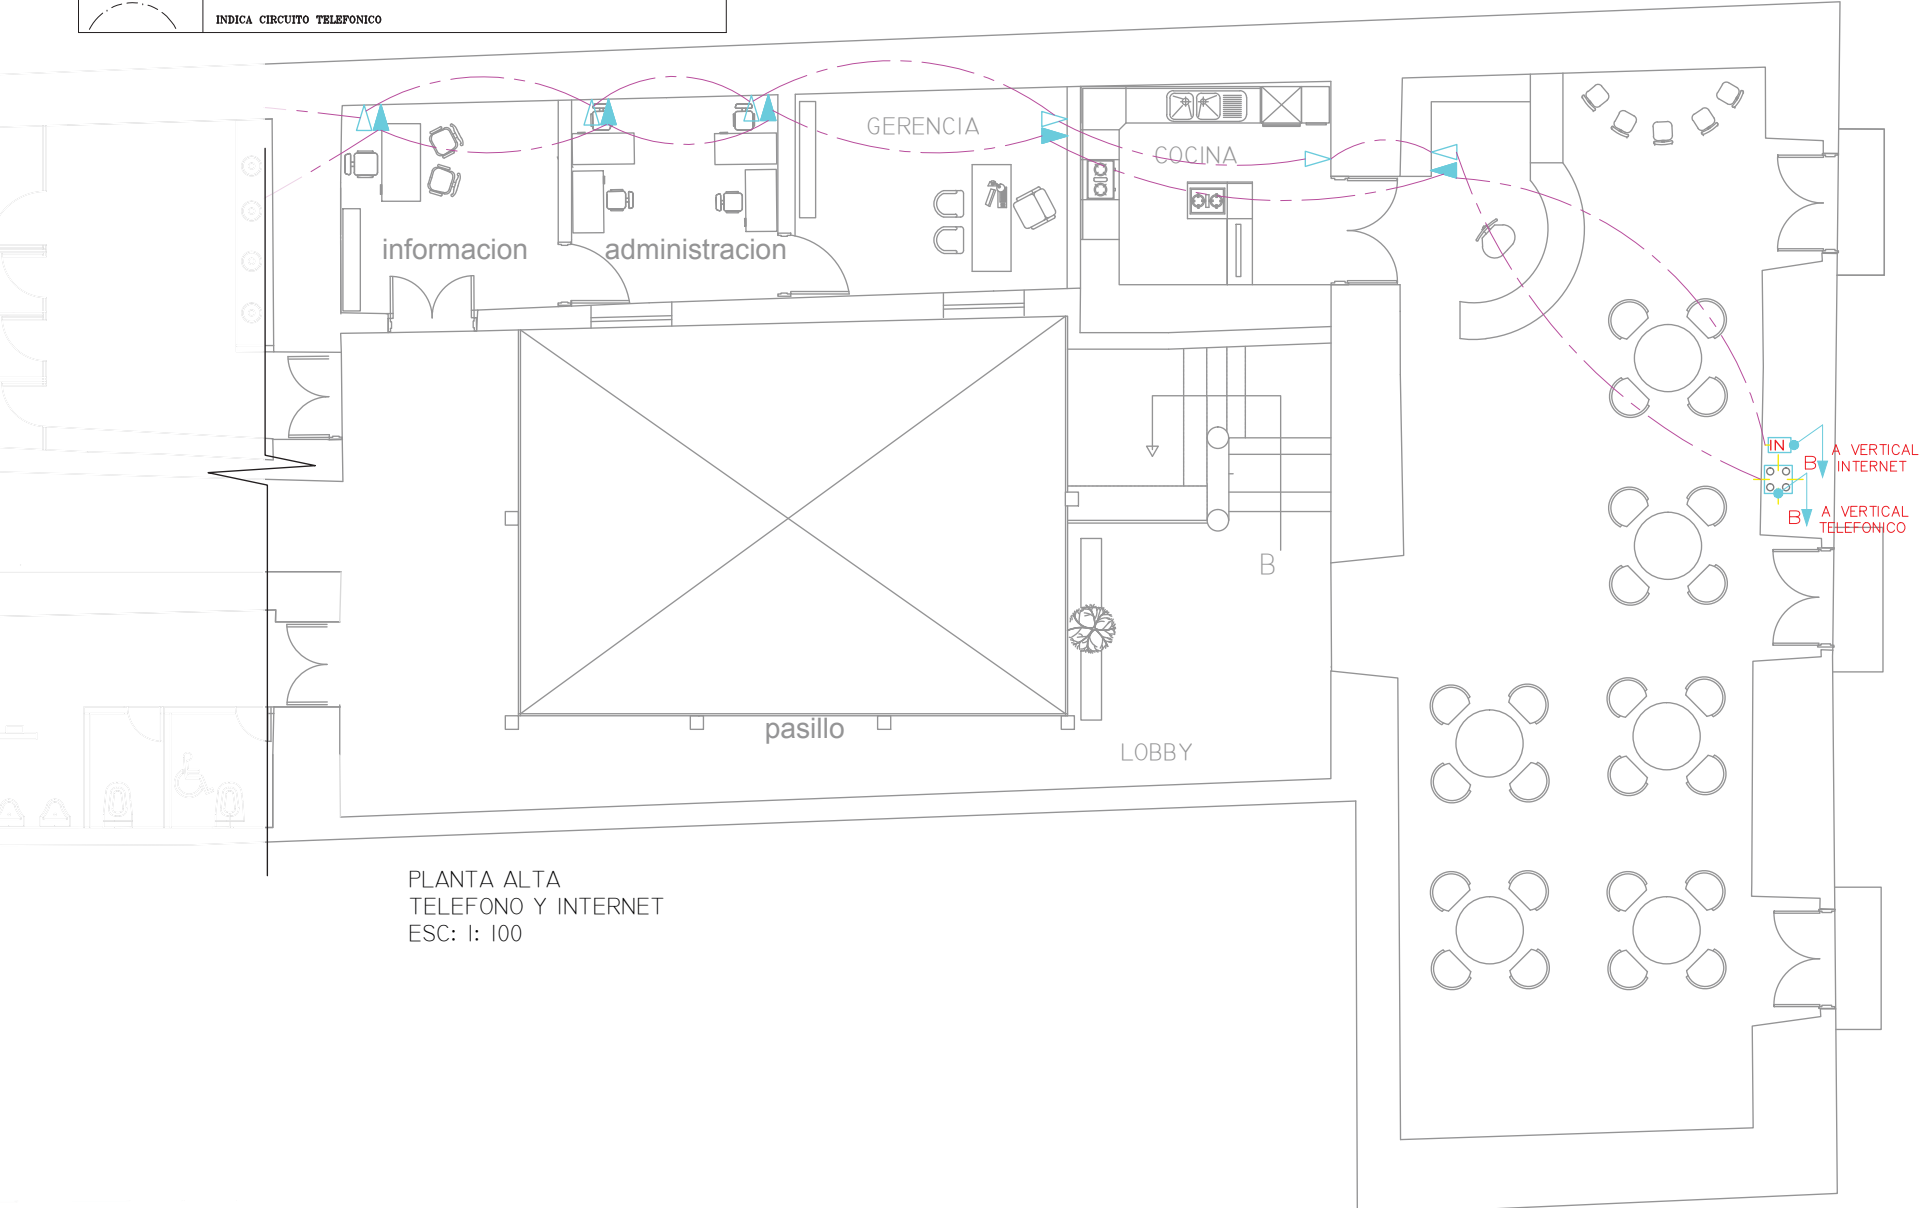 INDICA CIRCUITO TELEFONICO
GERENCIA
COCINA
informacion
administracion
IN
B
A VERTICAL
INTERNET
B
A VERTICAL
TELEFONICO
B
pasillo
LOBBY
PLANTA ALTA
TELEFONO Y INTERNET
ESC: 1: 100